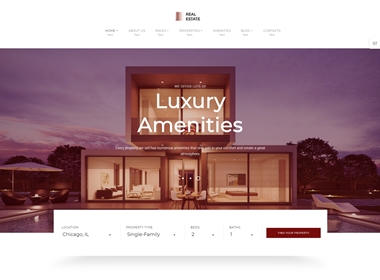 REAL
ESTATE
HOME ABOUT US PAGES PROPERTIES AMENITIES BLOG CONTACTS
WE OFFER LOTS OF
Luxury
Amenities
Every property we sell has numerous amenities that will add to your comfort and create a great
atmosphere.
LOCATION PROPERTY TYPE BEDS BATHS
Chicago, IL Single-Family 2 1
FIND YOUR PROPERTY